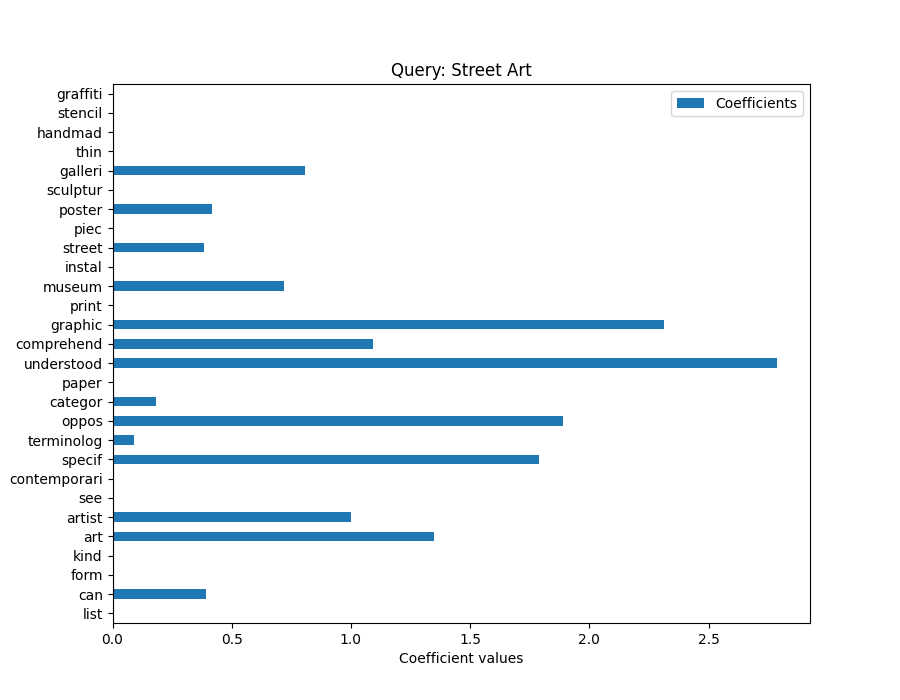 Query: Street Art
Coefficients
graffiti
stencil
handmad
thin
galleri
sculptur
poster
piec
street
instal
museum
print
graphic
comprehend
understood
paper
categor
oppos
terminolog
specif
contemporari
see
artist
art
kind
form
can
list
0.0 0.5 1.0 1.5 2.0 2.5
Coefficient values